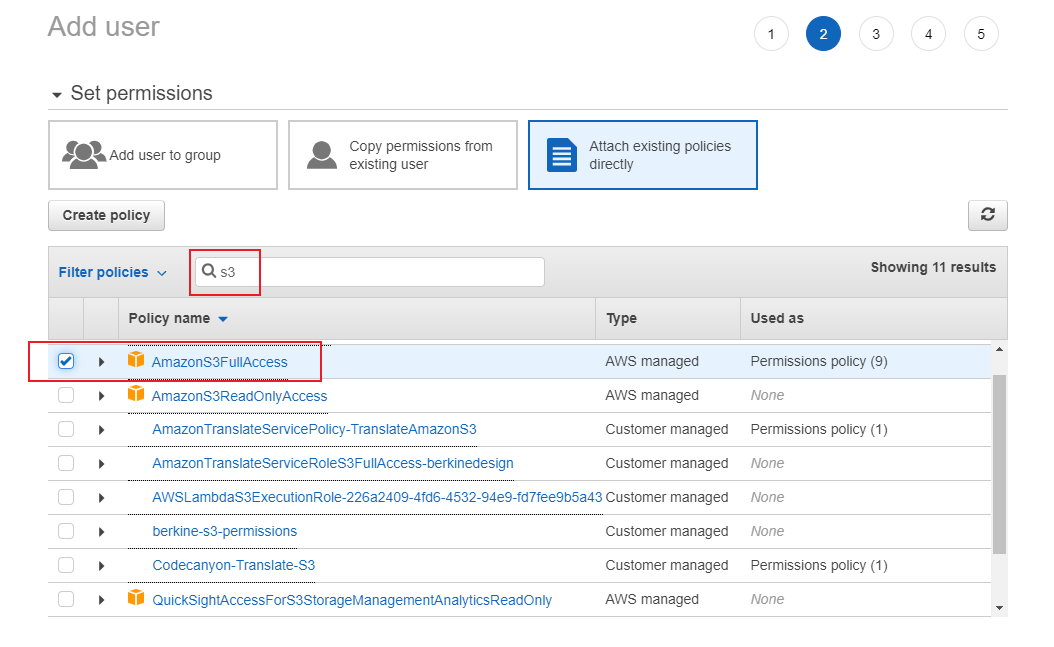 Add user
1 2 3 4 5
Set permissions
Add user to group
Copy permissions from
existing user
Attach existing policies
directly
Create policy
Filter policies s3 Showing 11 results
Policy name Type Used as
AmazonS3FullAccess AWS managed Permissions policy (9)
AmazonS3ReadOnlyAccess AWS managed None
AmazonTranslateServicePolicy-TranslateAmazonS3 Customer managed Permissions policy (1)
AmazonTranslateServiceRoleS3FullAccess-berkinedesign Customer managed None
AWSLambdaS3ExecutionRole-226a2409-4fd6-4532-94e9-fd7fee9b5a43 Customer managed None
berkine-s3-permissions Customer managed None
Codecanyon-Translate-S3 Customer managed Permissions policy (1)
QuickSightAccessForS3StorageManagementAnalyticsReadOnly AWS managed None